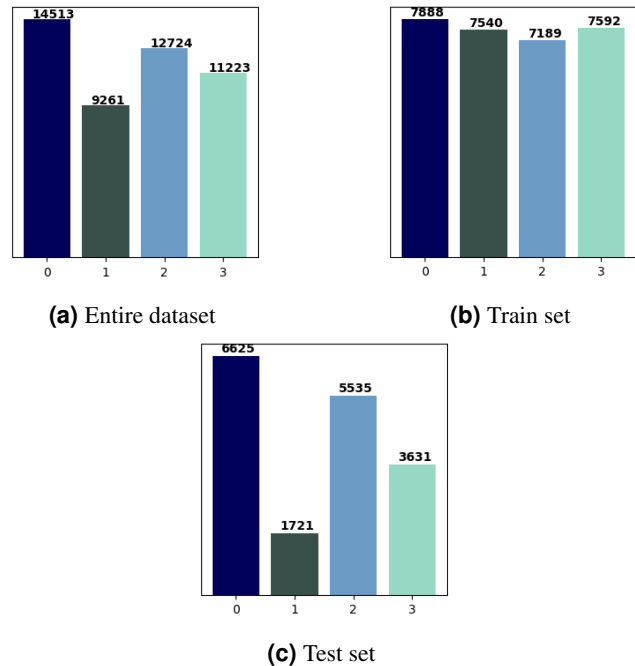 14513
9261
12724
11223
0 1 2 3
(a) Entire dataset
7888
7540
7189
7592
0 1 2 3
(b) Train set
6625
1721
5535
3631
0 1 2 3
(c) Test set